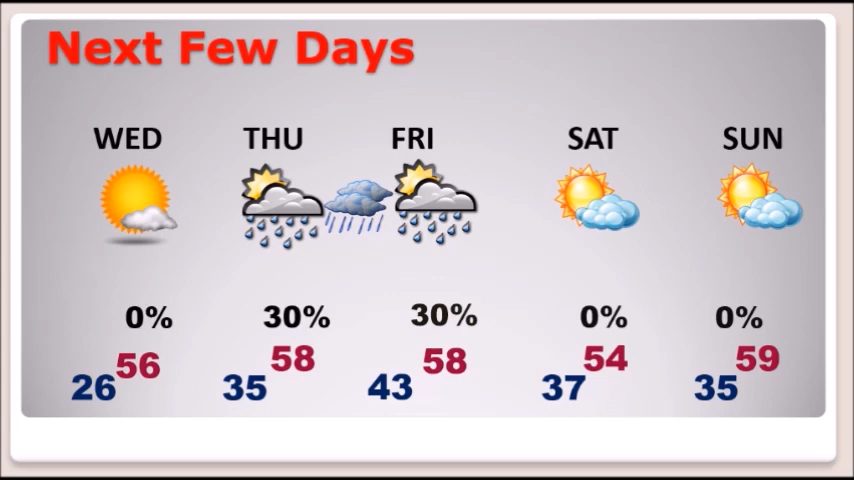 Next Few Days
WED THU FRI SAT SUN
0% 30% 30% 0% 0%
56 58 58 54 59
26 35 43 37 35